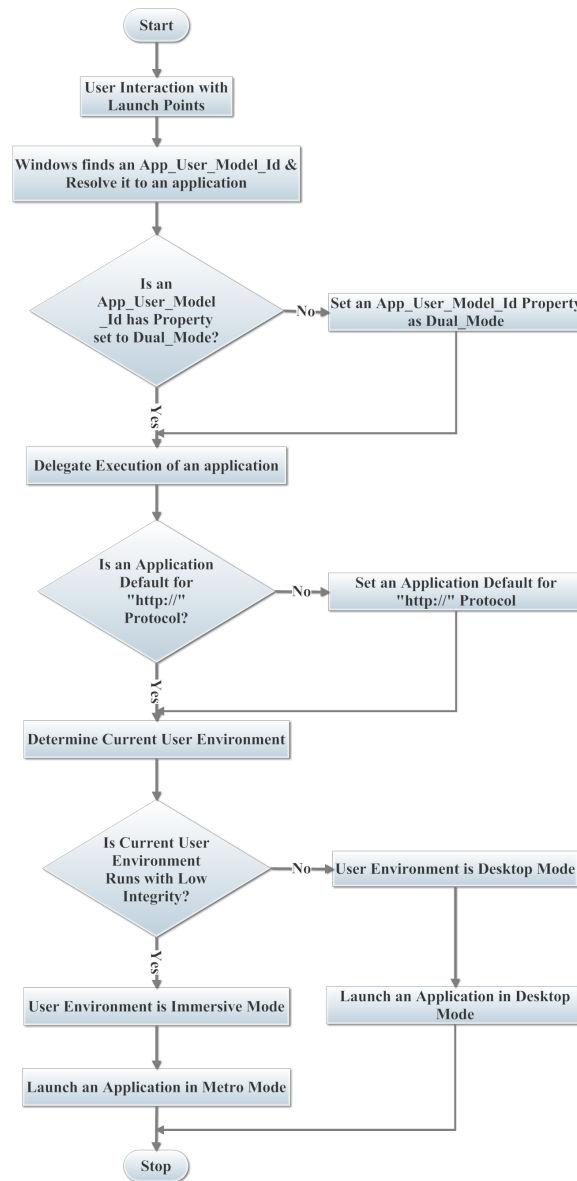 Start
User Interaction with
Launch Points
Windows finds an App_User_Model_Id &
Resolve it to an application
Is an
App_User_Model
_Id has Property
set to Dual_Mode?
No
Set an App_User_Model_Id Property
as Dual_Mode
Yes
Delegate Execution of an application
Is an Application
Default for
"http://"
Protocol?
No
Set an Application Default for
"http://" Protocol
Yes
Determine Current User Environment
Is Current User
Environment
Runs with Low
Integrity?
No
User Environment is Desktop Mode
Yes
User Environment is Immersive Mode
Launch an Application in Desktop
Mode
Launch an Application in Metro Mode
Stop